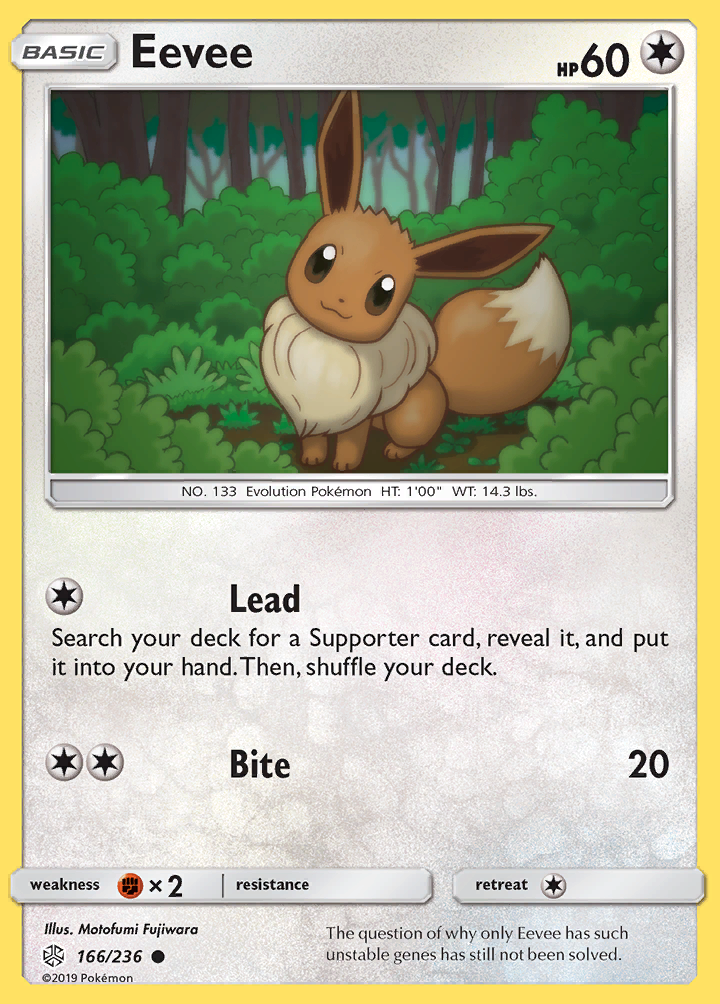 BASIC Eevee HP60
NO. 133 Evolution Pokémon HT: 1'00" WT: 14.3 lbs.
Lead
Search your deck for a Supporter card, reveal it, and put
it into your hand. Then, shuffle your deck.
Bite 20
weakness ×2 resistance retreat
Illus. Motofumi Fujiwara
166/236
©2019 Pokémon
The question of why only Eevee has such
unstable genes has still not been solved.